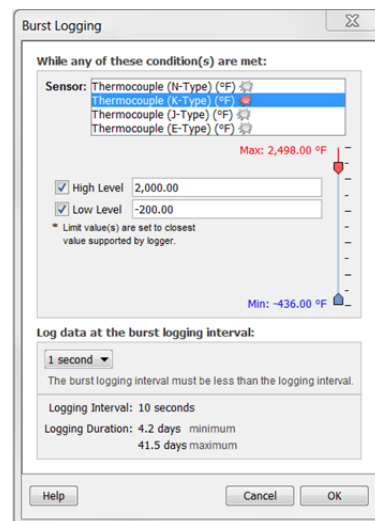 Burst Logging
While any of these condition(s) are met:
Sensor: Thermocouple (N-Type) (°F)
Thermocouple (K-Type) (°F)
Thermocouple (J-Type) (°F)
Thermocouple (E-Type) (°F)
Max: 2,498.00 °F
High Level 2,000.00
Low Level -200.00
* Limit value(s) are set to closest
value supported by logger.
Min: -436.00 °F
Log data at the burst logging interval:
1 second
The burst logging interval must be less than the logging interval.
Logging Interval: 10 seconds
Logging Duration: 4.2 days minimum
41.5 days maximum
Help Cancel OK